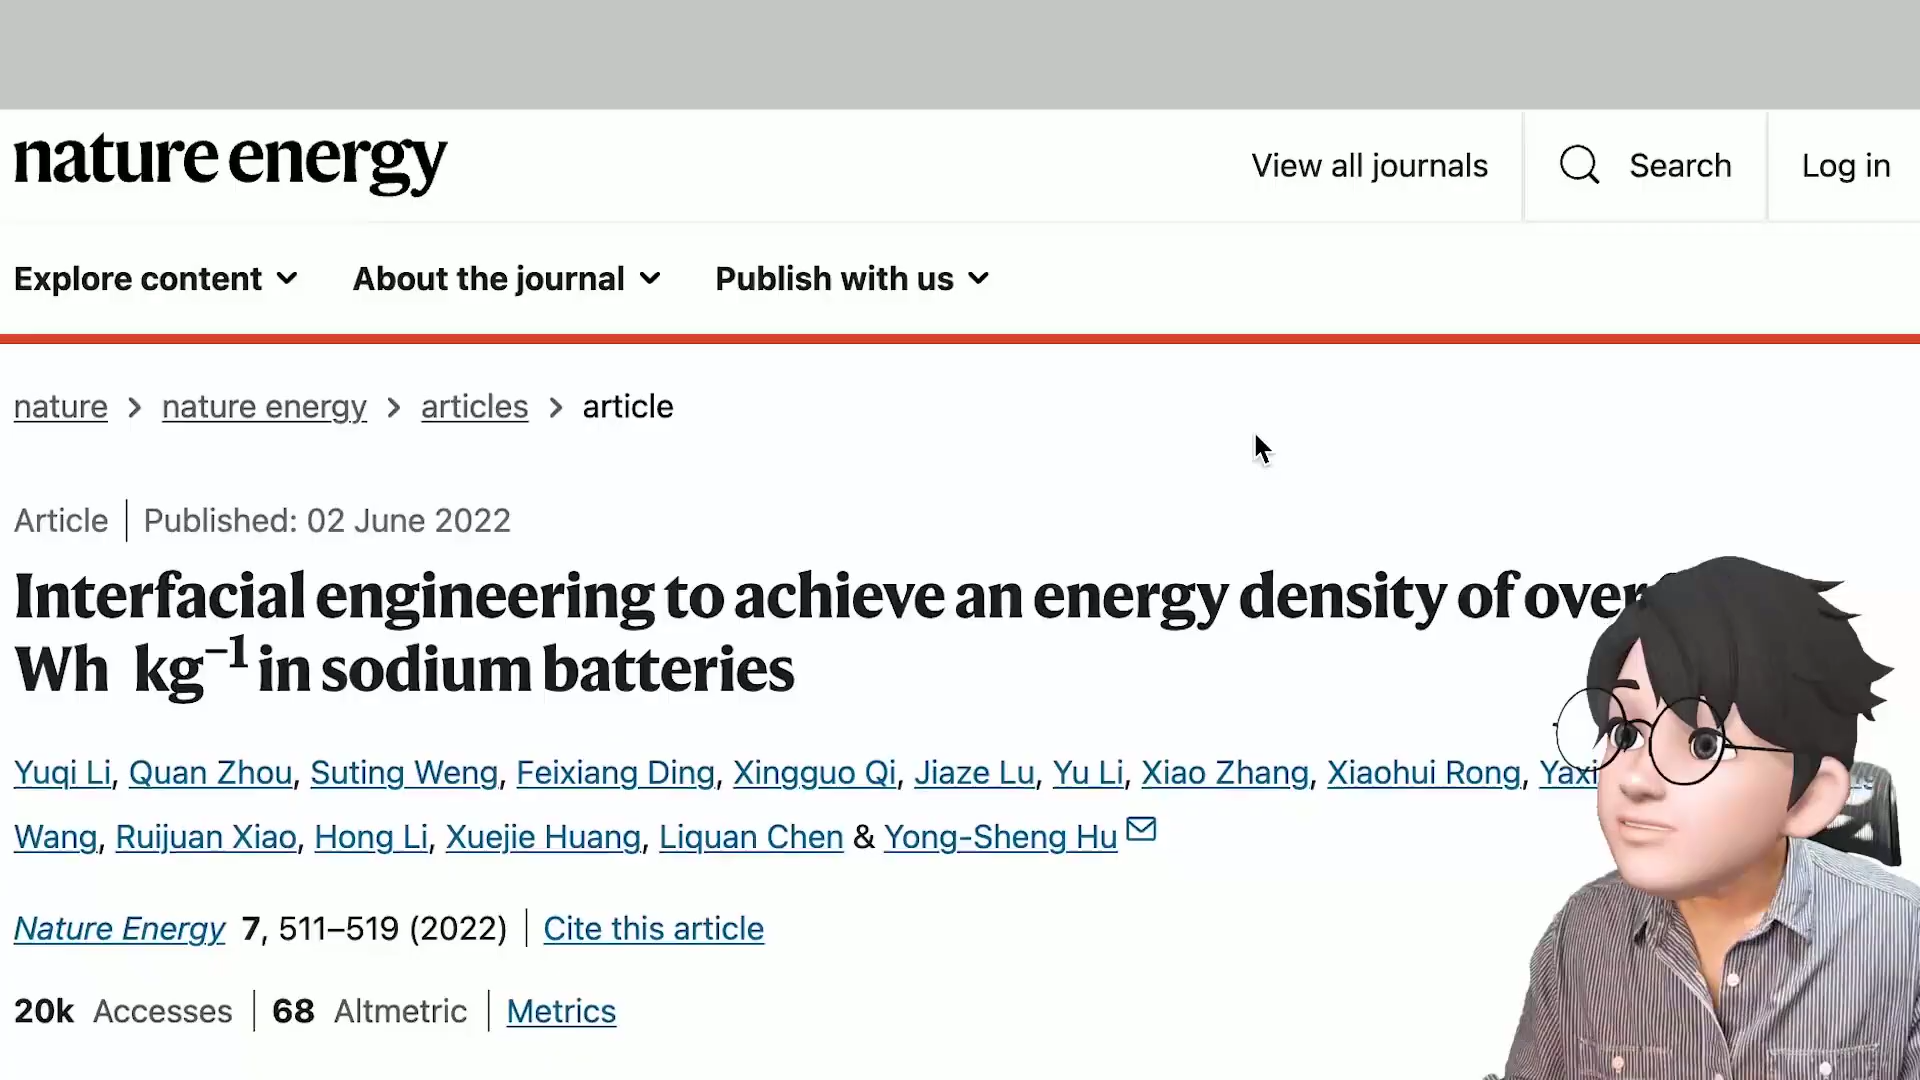 nature energy
View all journals
Search
Log in
Explore content
About the journal
Publish with us
nature > nature energy > articles > article
Article | Published: 02 June 2022
Interfacial engineering to achieve an energy density of over
Wh kg⁻¹ in sodium batteries
Yuqi Li, Quan Zhou, Suting Weng, Feixiang Ding, Xingguo Qi, Jiaze Lu, Yu Li, Xiao Zhang, Xiaohui Rong,
Wang, Ruijuan Xiao, Hong Li, Xuejie Huang, Liquan Chen & Yong-Sheng Hu
Nature Energy 7, 511–519 (2022) | Cite this article
20k Accesses | 68 Altmetric | Metrics